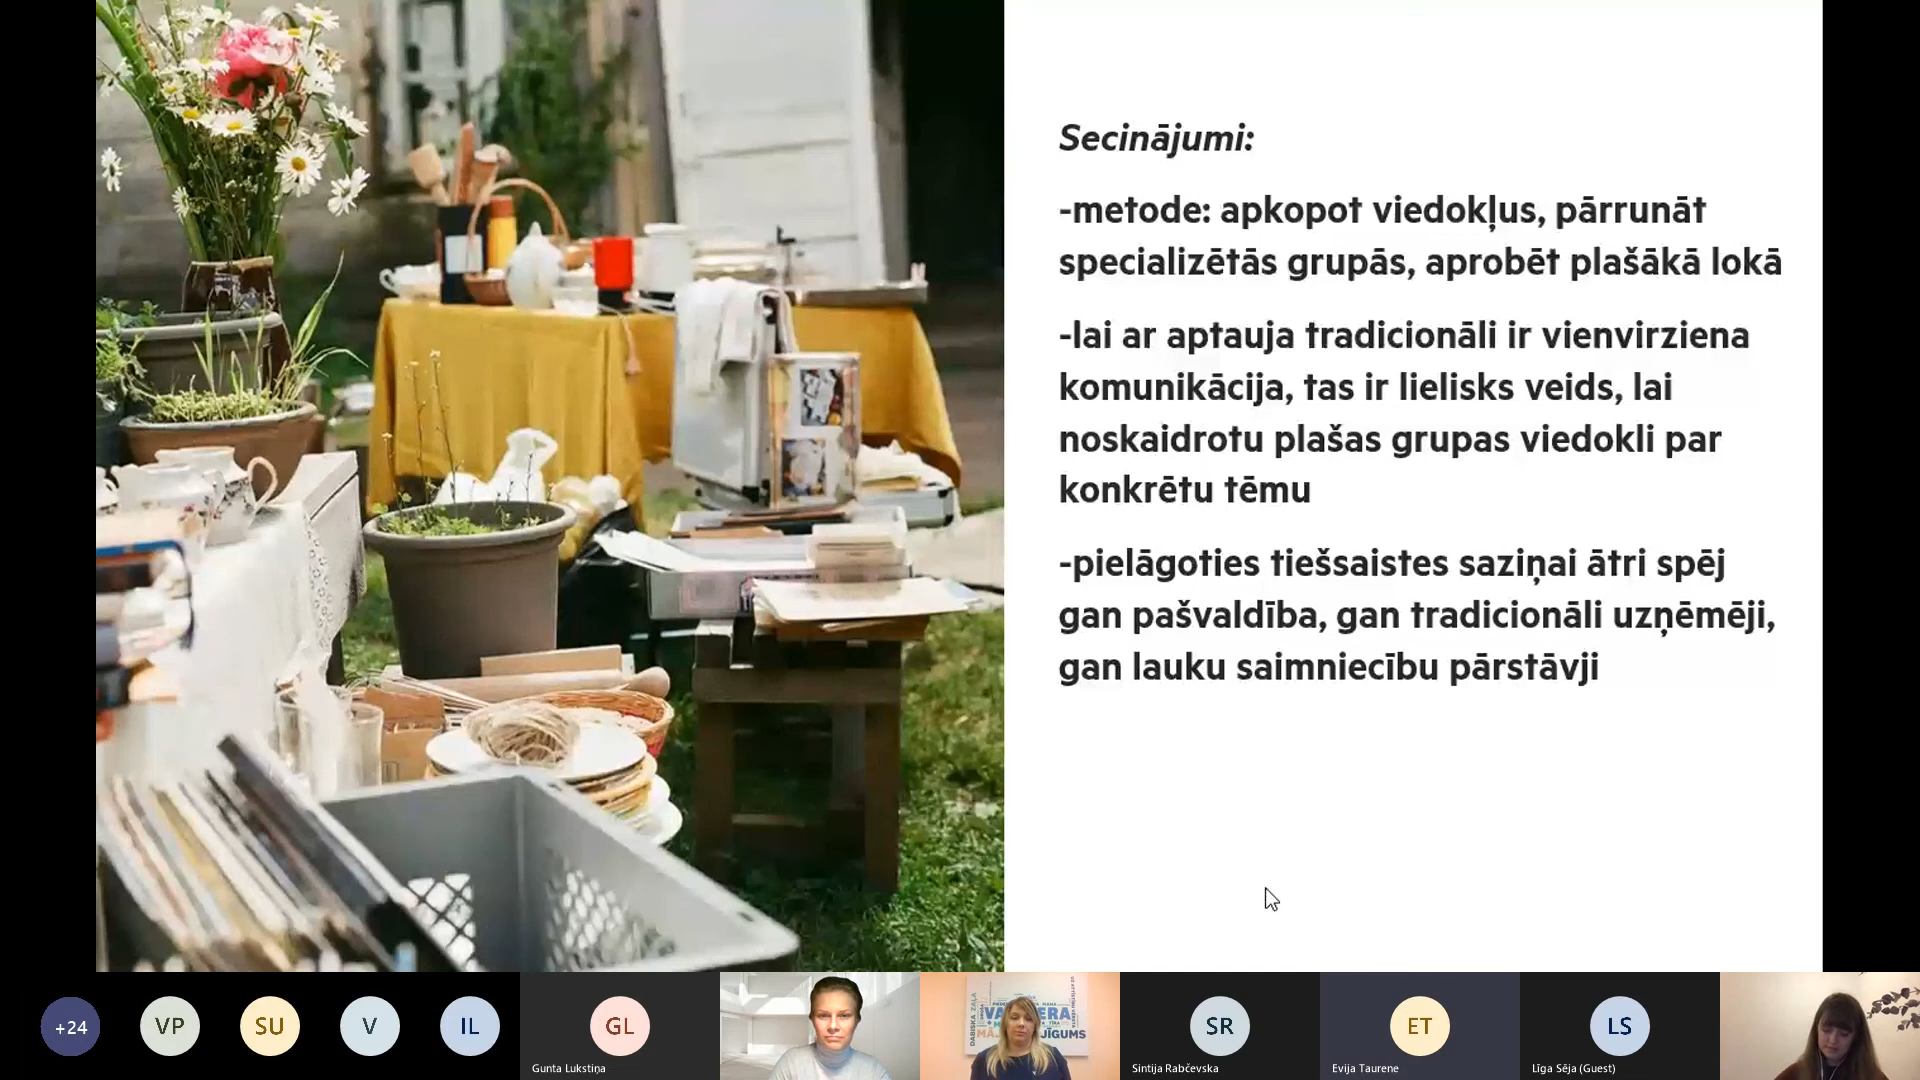 Secinājumi:
-metode: apkopot viedokļus, pārrunāt
specializētās grupās, aprobēt plašākā lokā
-lai ar aptauja tradicionāli ir vienvirziena
komunikācija, tas ir lielisks veids, lai
noskaidrotu plašas grupas viedokli par
konkrētu tēmu
-pielāgoties tiešsaistes saziņai ātri spēj
gan pašvaldība, gan tradicionāli uzņēmēji,
gan lauku saimniecību pārstāvji
+24
VP
SU
V
IL
GL
Gunta Lukstiņa
DABISKI ZAĻA
SR
Sintija Rabčevska
ET
Evija Taurene
LS
Līga Sēja (Guest)